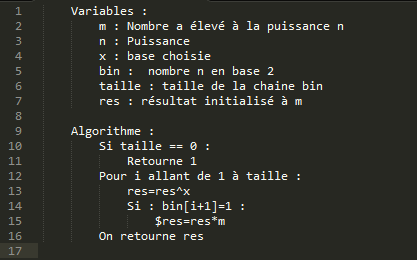 1 Variables :
2 m : Nombre a élevé à la puissance n
3 n : Puissance
4 x : base choisie
5 bin :  nombre n en base 2
6 taille : taille de la chaine bin
7 res : résultat initialisé à m
8
9 Algorithme :
10 Si taille == 0 :
11 Retourne 1
12 Pour i allant de 1 à taille :
13 res=res^x
14 Si : bin[i+1]=1 :
15 $res=res*m
16 On retourne res
17